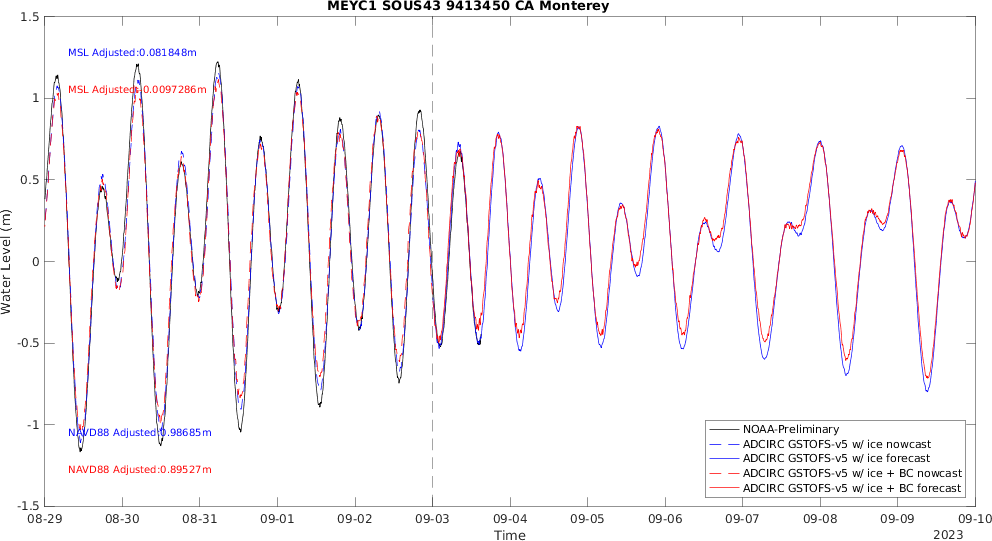 MEYC1 SOUS43 9413450 CA Monterey
1.5
MSL Adjusted:0.081848m
MSL Adjusted:0.0097286m
1
0.5
0
-0.5
-1
-1.5
Water Level (m)
NAVD88 Adjusted:0.98685m
NAVD88 Adjusted:0.89527m
NOAA-Preliminary
ADCIRC GSTOFS-v5 w/ ice nowcast
ADCIRC GSTOFS-v5 w/ ice forecast
ADCIRC GSTOFS-v5 w/ ice + BC nowcast
ADCIRC GSTOFS-v5 w/ ice + BC forecast
08-29 08-30 08-31 09-01 09-02 09-03 09-04 09-05 09-06 09-07 09-08 09-09 09-10
Time
2023